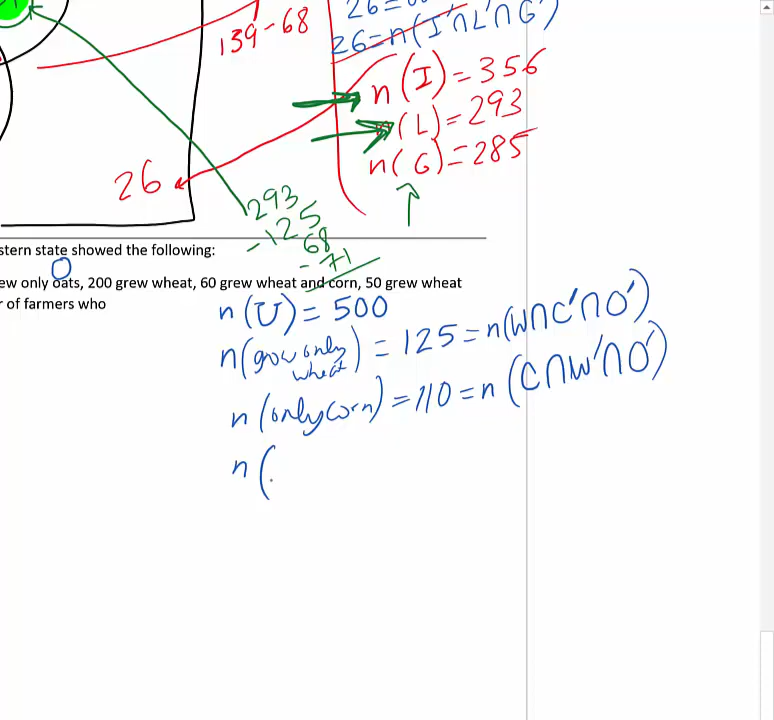 139-68
26=
26=n(I'∩L'∩G')
n(I)=356
n(L)=293
n(G)=285
26
293
-125
68
-71
stern state showed the following:
O
ew only oats, 200 grew wheat, 60 grew wheat and corn, 50 grew wheat
r of farmers who
n(U)=500
n(grow only wheat)=125=n(W∩C'∩O')
n(only corn)=110=n(C∩W'∩O')
n(